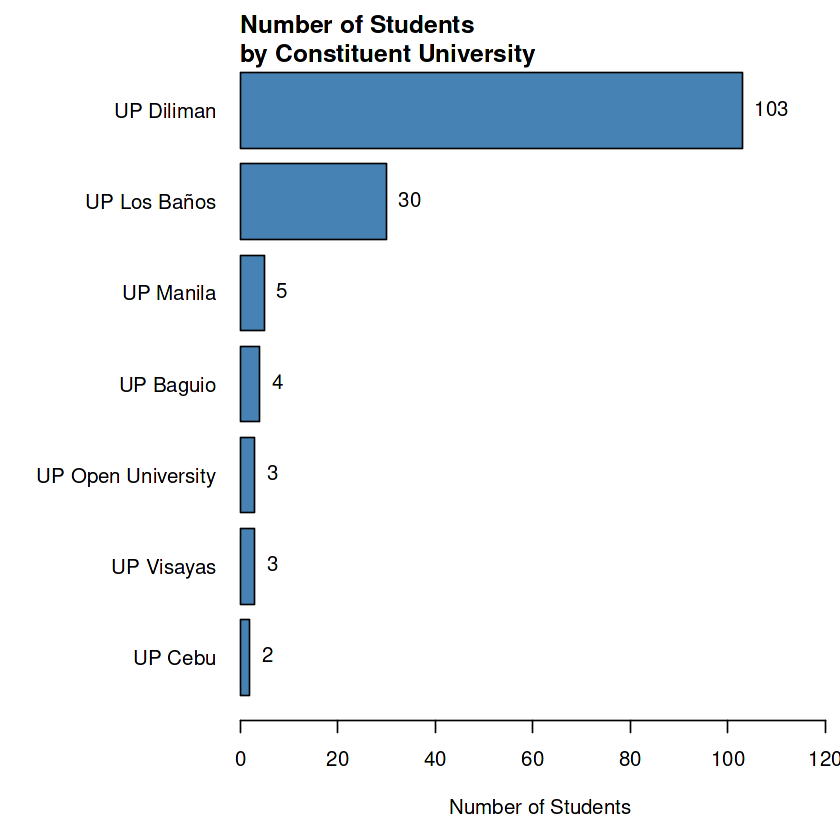 Number of Students
by Constituent University
UP Diliman 103
UP Los Baños 30
UP Manila 5
UP Baguio 4
UP Open University 3
UP Visayas 3
UP Cebu 2
0 20 40 60 80 100 120
Number of Students